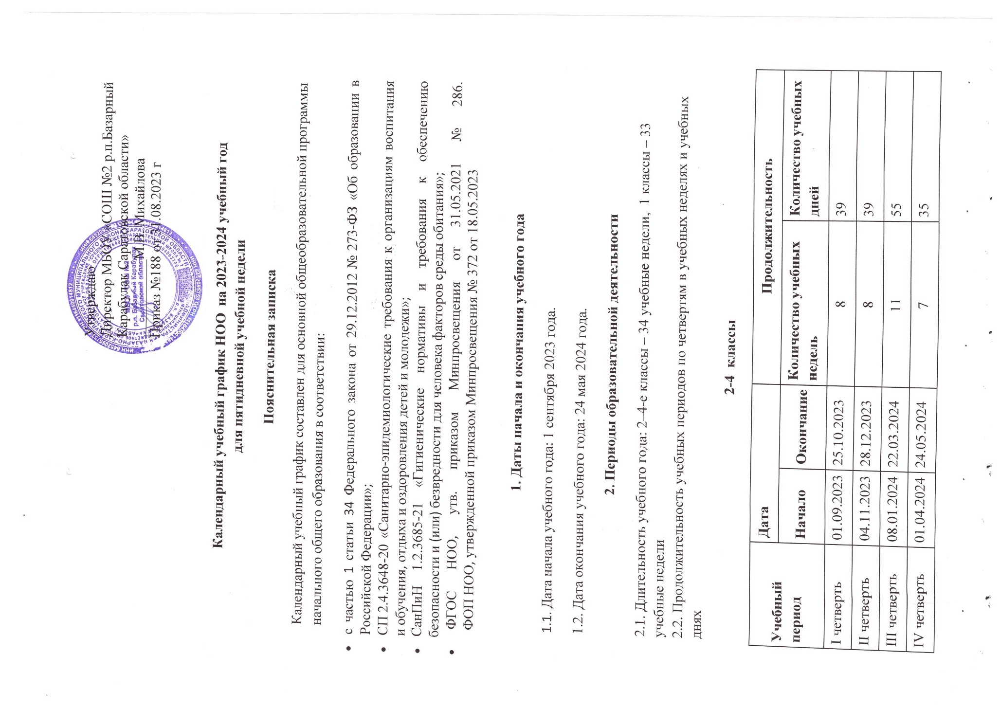 Утверждаю
Директор МБОУ «СОШ №2 р.п.Базарный
Карабулак Саратовской области»
М.В. Михайлова
Приказ №188 от 31.08.2023 г
Календарный учебный график НОО на 2023-2024 учебный год
для пятидневной учебной недели
Пояснительная записка
Календарный учебный график составлен для основной общеобразовательной программы
начального общего образования в соответствии:
• с частью 1 статьи 34 Федерального закона от 29.12.2012 № 273-ФЗ «Об образовании в
Российской Федерации»;
• СП 2.4.3648-20 «Санитарно-эпидемиологические требования к организациям воспитания
и обучения, отдыха и оздоровления детей и молодежи»;
• СанПиН 1.2.3685-21 «Гигиенические нормативы и требования к обеспечению
безопасности и (или) безвредности для человека факторов среды обитания»;
• ФГОС НОО, утв. приказом Минпросвещения от 31.05.2021 № 286.
ФОП НОО, утвержденной приказом Минпросвещения № 372 от 18.05.2023
1. Даты начала и окончания учебного года
1.1. Дата начала учебного года: 1 сентября 2023 года.
1.2. Дата окончания учебного года: 24 мая 2024 года.
2. Периоды образовательной деятельности
2.1. Длительность учебного года: 2–4-е классы – 34 учебные недели, 1 классы – 33
учебные недели
2.2. Продолжительность учебных периодов по четвертям в учебных неделях и учебных
днях
2-4 классы
Учебный период Дата Продолжительность
Начало Окончание Количество учебных недель Количество учебных дней
I четверть 01.09.2023 25.10.2023 8 39
II четверть 04.11.2023 28.12.2023 8 39
III четверть 08.01.2024 22.03.2024 11 55
IV четверть 01.04.2024 24.05.2024 7 35